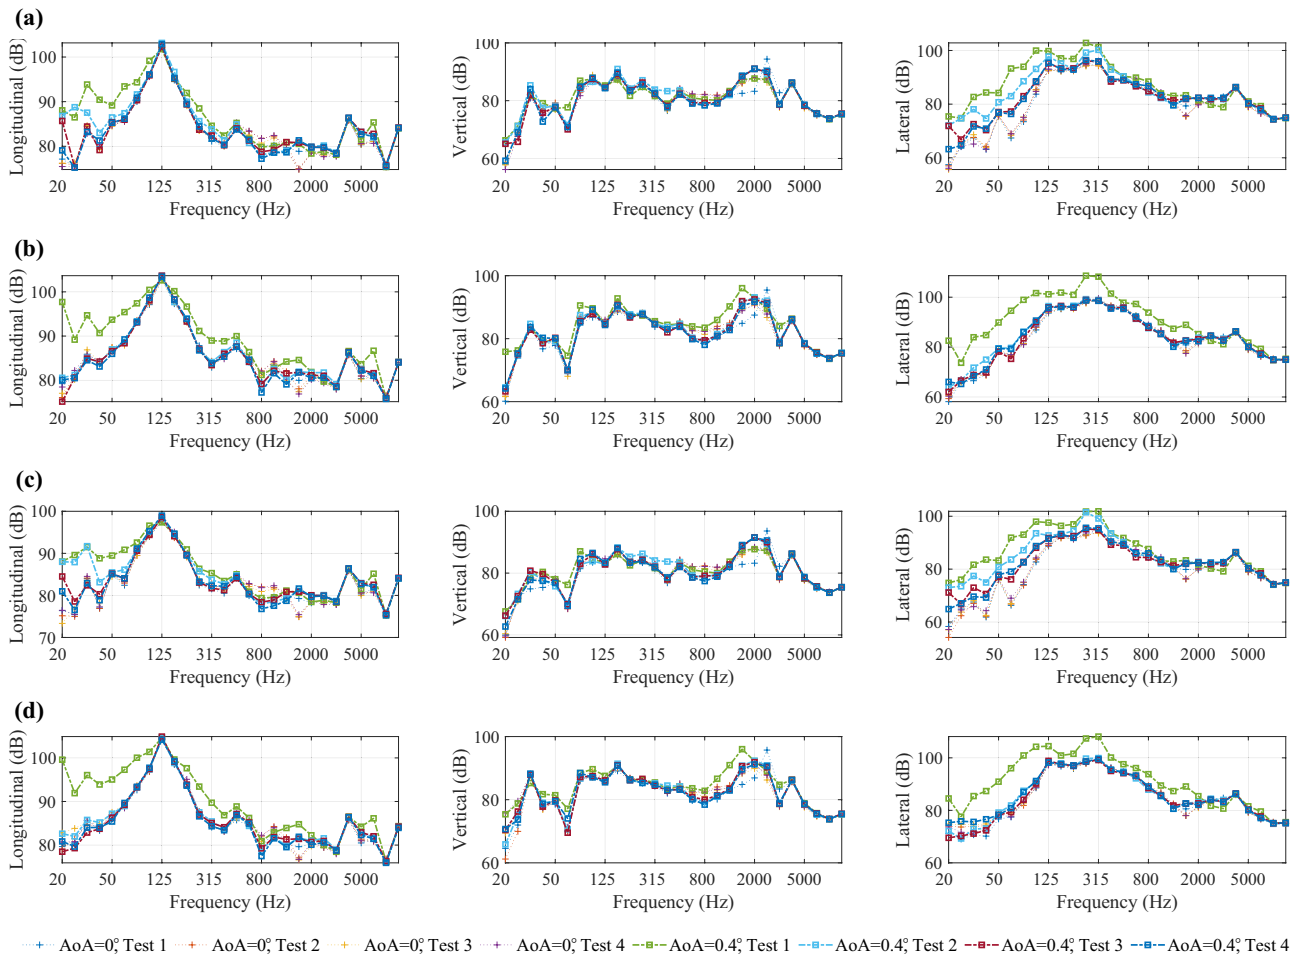 (a)
Longitudinal (dB)
100
90
80
20 50 125 315 800 2000 5000
Frequency (Hz)
Vertical (dB)
100
80
60
20 50 125 315 800 2000 5000
Frequency (Hz)
Lateral (dB)
100
80
60
20 50 125 315 800 2000 5000
Frequency (Hz)
(b)
Longitudinal (dB)
100
90
80
20 50 125 315 800 2000 5000
Frequency (Hz)
Vertical (dB)
100
80
60
20 50 125 315 800 2000 5000
Frequency (Hz)
Lateral (dB)
100
80
60
20 50 125 315 800 2000 5000
Frequency (Hz)
(c)
Longitudinal (dB)
100
90
80
70
20 50 125 315 800 2000 5000
Frequency (Hz)
Vertical (dB)
100
80
60
20 50 125 315 800 2000 5000
Frequency (Hz)
Lateral (dB)
100
80
60
20 50 125 315 800 2000 5000
Frequency (Hz)
(d)
Longitudinal (dB)
100
90
80
20 50 125 315 800 2000 5000
Frequency (Hz)
Vertical (dB)
100
80
60
20 50 125 315 800 2000 5000
Frequency (Hz)
Lateral (dB)
100
80
60
20 50 125 315 800 2000 5000
Frequency (Hz)
AoA=0°, Test 1 AoA=0°, Test 2 AoA=0°, Test 3 AoA=0°, Test 4 AoA=0.4°, Test 1 AoA=0.4°, Test 2 AoA=0.4°, Test 3 AoA=0.4°, Test 4